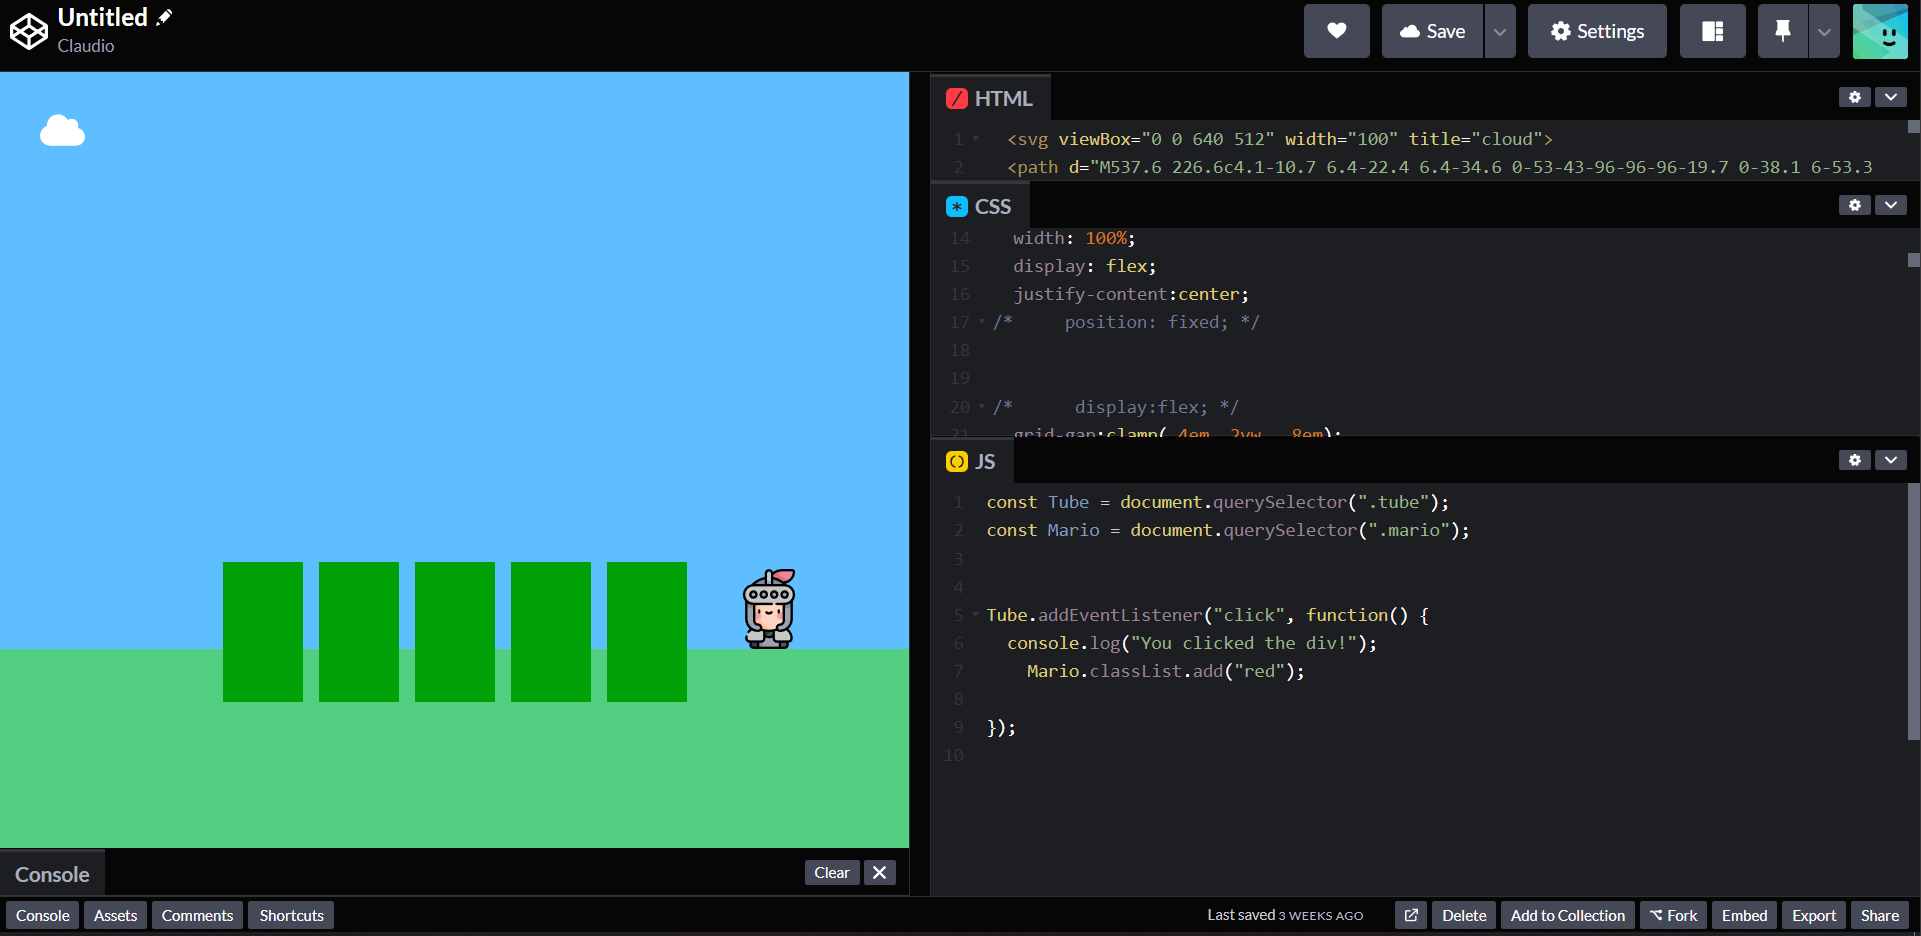 Untitled
Claudio
Save
Settings
HTML
1 <svg viewBox="0 0 640 512" width="100" title="cloud">
2 <path d="M537.6 226.6c4.1-10.7 6.4-22.4 6.4-34.6 0-53-43-96-96-96-19.7 0-38.1 6-53.3
CSS
14 width: 100%;
15 display: flex;
16 justify-content:center;
17 /* position: fixed; */
18
19
20 /* display:flex; */
21 grid-gap:clamp( .4em, 2vw, .8em);
JS
1 const Tube = document.querySelector(".tube");
2 const Mario = document.querySelector(".mario");
3
4
5 Tube.addEventListener("click", function() {
6 console.log("You clicked the div!");
7 Mario.classList.add("red");
8
9 });
10
Console
Clear
Console
Assets
Comments
Shortcuts
Last saved 3 WEEKS AGO
Delete
Add to Collection
Fork
Embed
Export
Share